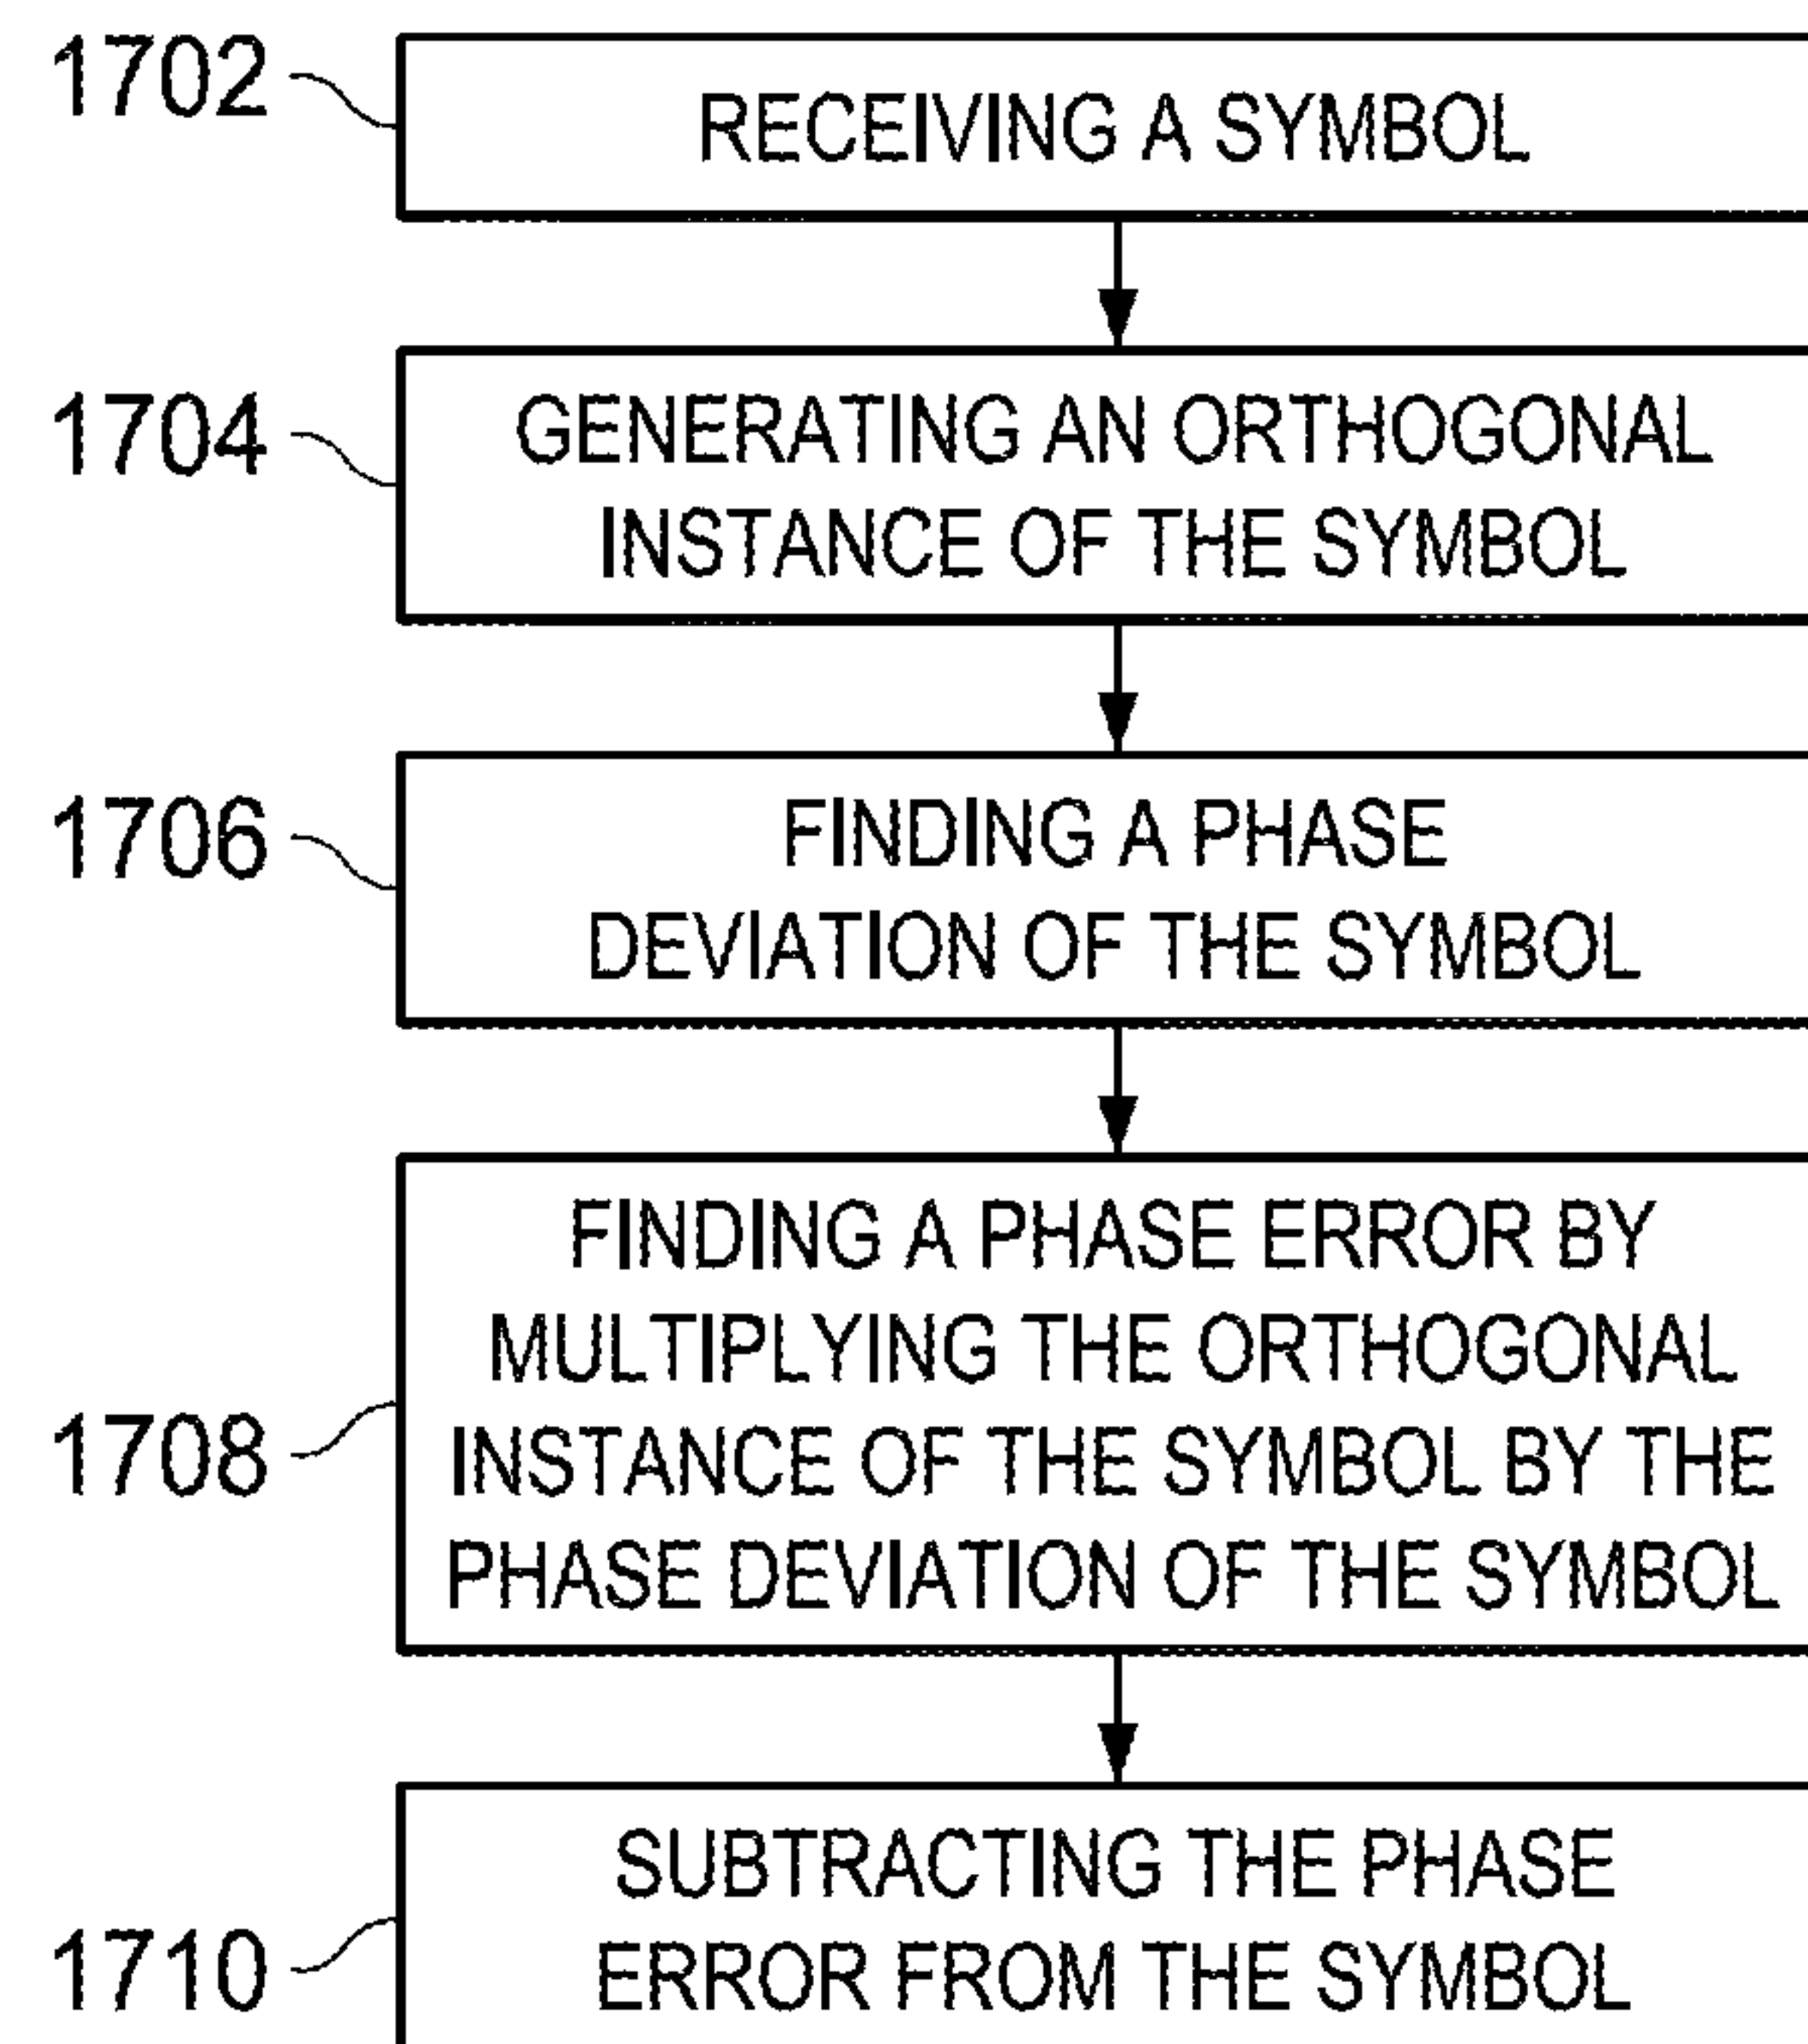 1702
RECEIVING A SYMBOL
1704
GENERATING AN ORTHOGONAL
INSTANCE OF THE SYMBOL
1706
FINDING A PHASE
DEVIATION OF THE SYMBOL
1708
FINDING A PHASE ERROR BY
MULTIPLYING THE ORTHOGONAL
INSTANCE OF THE SYMBOL BY THE
PHASE DEVIATION OF THE SYMBOL
1710
SUBTRACTING THE PHASE
ERROR FROM THE SYMBOL